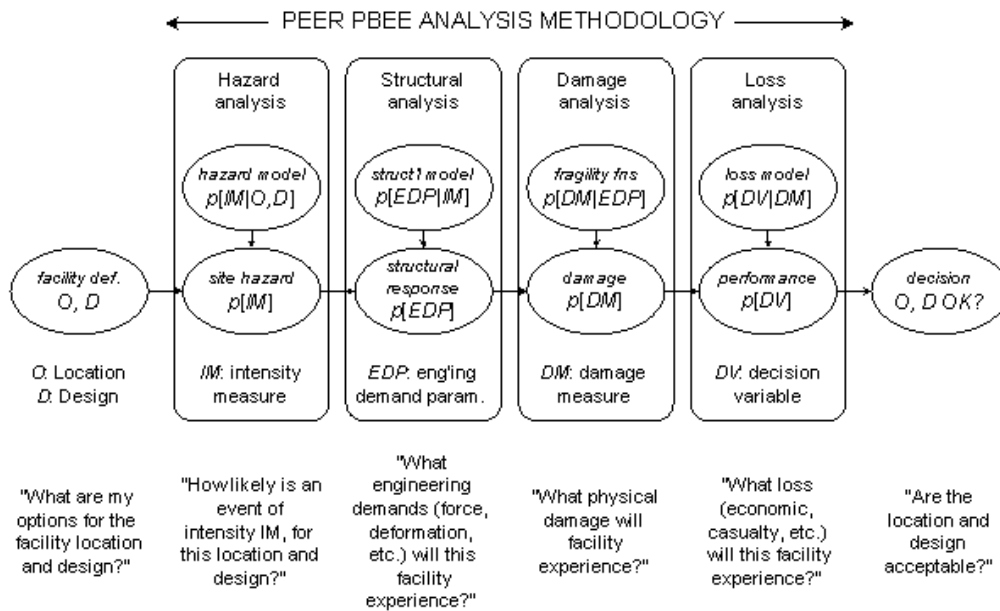 PEER PBEE ANALYSIS METHODOLOGY
Hazard
analysis
Structural
analysis
Damage
analysis
Loss
analysis
hazard model
p[IM|O,D]
struct'l model
p[EDP|IM]
fragility fns
p[DM|EDP]
loss model
p[DV|DM]
facility def.
O, D
site hazard
p[IM]
structural
response
p[EDP]
damage
p[DM]
performance
p[DV]
decision
O, D OK?
O: Location
D: Design
IM: intensity
measure
EDP: eng'ing
demand param.
DM: damage
measure
DV: decision
variable
"What are my
options for the
facility location
and design?"
"How likely is an
event of
intensity IM, for
this location and
design?"
"What
engineering
demands (force,
deformation,
etc.) will this
facility
experience?"
"What physical
damage will
facility
experience?"
"What loss
(economic,
casualty, etc.)
will this facility
experience?"
"Are the
location and
design
acceptable?"